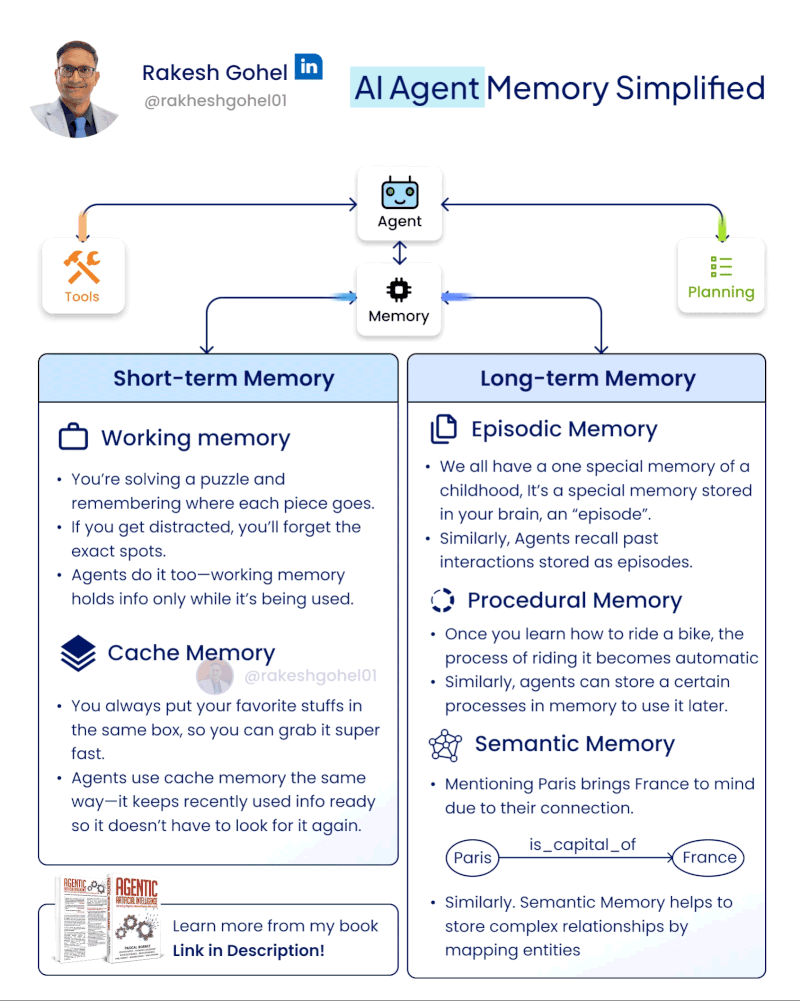 Rakesh Gohel in
@rakheshgohel01
AI Agent Memory Simplified
Agent
Tools
Planning
Memory
Short-term Memory
Working memory
• You're solving a puzzle and
remembering where each piece goes.
• If you get distracted, you'll forget the
exact spots.
• Agents do it too—working memory
holds info only while it's being used.
Cache Memory
@rakeshgohel01
• You always put your favorite stuffs in
the same box, so you can grab it super
fast.
• Agents use cache memory the same
way—it keeps recently used info ready
so it doesn't have to look for it again.
Long-term Memory
Episodic Memory
• We all have a one special memory of a
childhood, It's a special memory stored
in your brain, an “episode”.
• Similarly, Agents recall past
interactions stored as episodes.
Procedural Memory
• Once you learn how to ride a bike, the
process of riding it becomes automatic
• Similarly, agents can store a certain
processes in memory to use it later.
Semantic Memory
• Mentioning Paris brings France to mind
due to their connection.
Paris is_capital_of France
• Similarly. Semantic Memory helps to
store complex relationships by
mapping entities
AGENTIC
AGENTIC
ARTIFICIAL INTELLIGENCE
PASCAL BORNET
Learn more from my book
Link in Description!